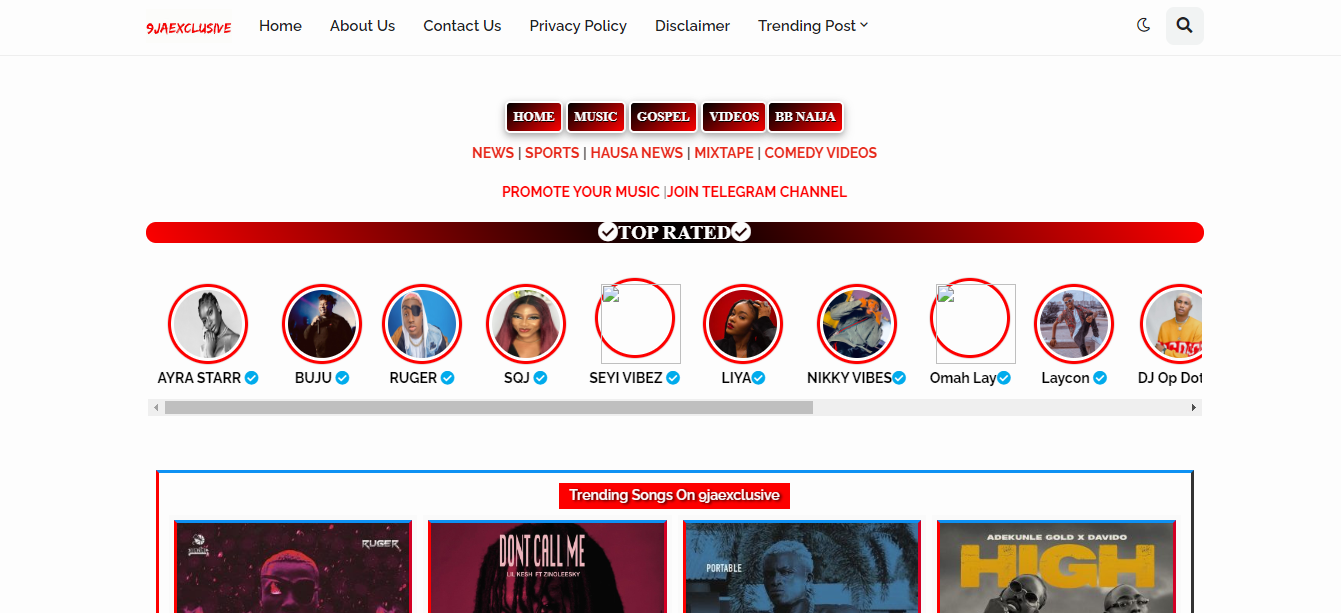 9JAEXCLUSIVE Home About Us Contact Us Privacy Policy Disclaimer Trending Post
HOME MUSIC GOSPEL VIDEOS BB NAIJA
NEWS | SPORTS | HAUSA NEWS | MIXTAPE | COMEDY VIDEOS
PROMOTE YOUR MUSIC |JOIN TELEGRAM CHANNEL
TOP RATED
AYRA STARR BUJU RUGER SQJ SEYI VIBEZ LIYA NIKKY VIBES Omah Lay Laycon DJ Op Dot
Trending Songs On 9jaexclusive
RUGER
DONT CALL ME
LIL KESH FT ZINOLEESKY
PORTABLE
ADEKUNLE GOLD X DAVIDO
HIGH